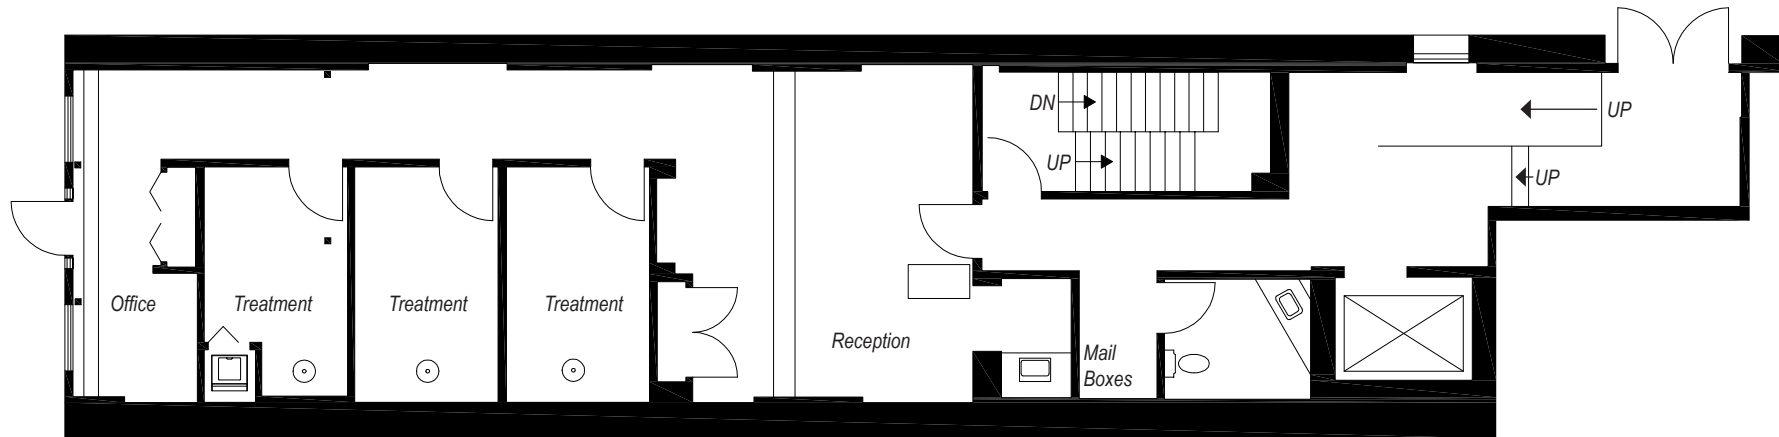 DN
UP
UP
UP
Office
Treatment
Treatment
Treatment
Reception
Mail
Boxes